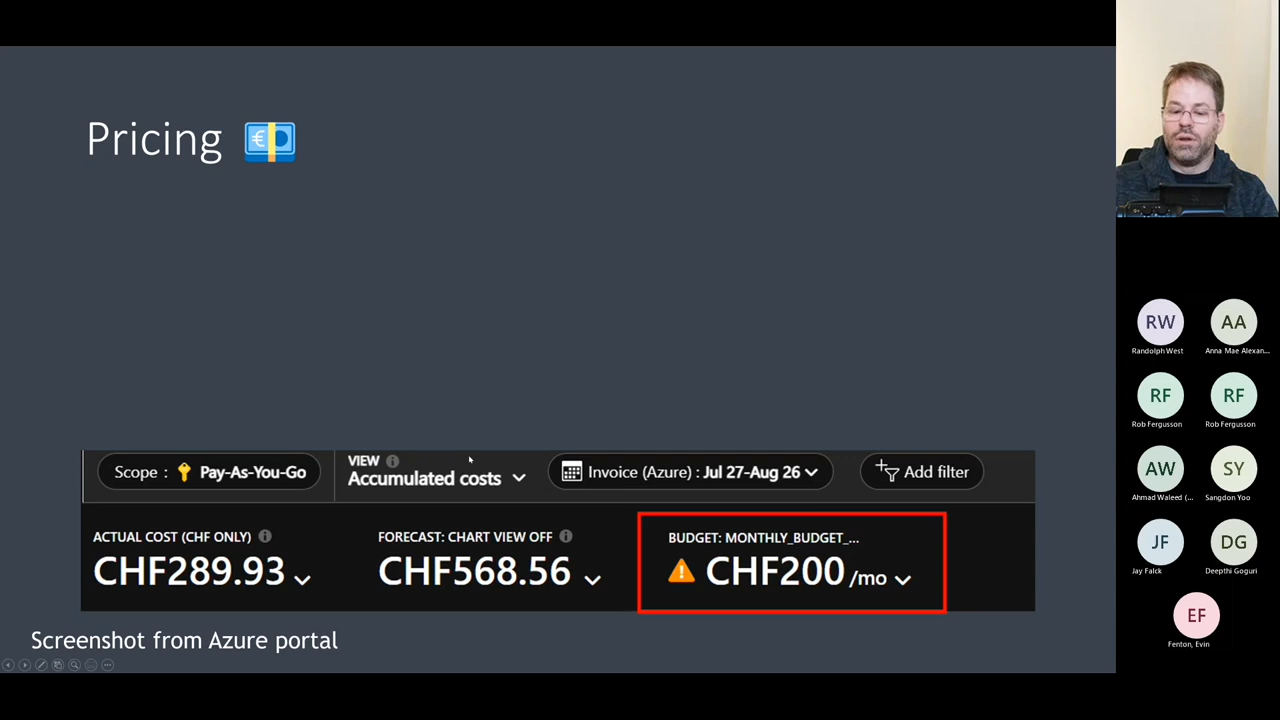 Pricing
Scope : Pay-As-You-Go
VIEW
Accumulated costs
Invoice (Azure) : Jul 27-Aug 26
Add filter
ACTUAL COST (CHF ONLY)
CHF289.93
FORECAST: CHART VIEW OFF
CHF568.56
BUDGET: MONTHLY_BUDGET_...
CHF200 /mo
Screenshot from Azure portal
RW
Randolph West
AA
Anna Mae Alexan...
RF
Rob Fergusson
RF
Rob Fergusson
AW
Ahmad Waleed (...
SY
Sangdon Yoo
JF
Jay Falck
DG
Deepthi Goguri
EF
Fenton, Evin